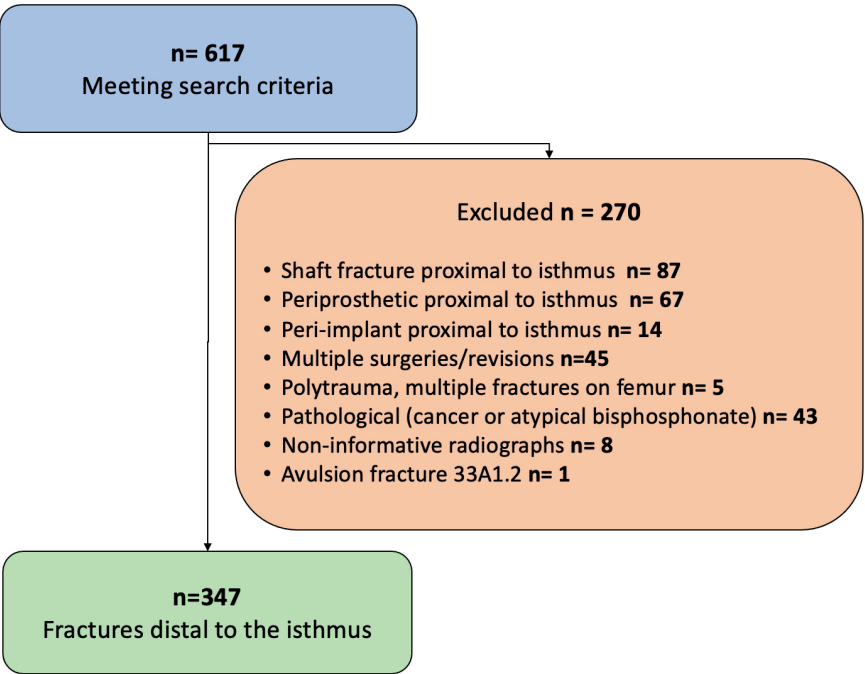 n= 617
Meeting search criteria
Excluded n = 270
• Shaft fracture proximal to isthmus n= 87
• Periprosthetic proximal to isthmus n= 67
• Peri-implant proximal to isthmus n= 14
• Multiple surgeries/revisions n=45
• Polytrauma, multiple fractures on femur n= 5
• Pathological (cancer or atypical bisphosphonate) n= 43
• Non-informative radiographs n= 8
• Avulsion fracture 33A1.2 n= 1
n=347
Fractures distal to the isthmus